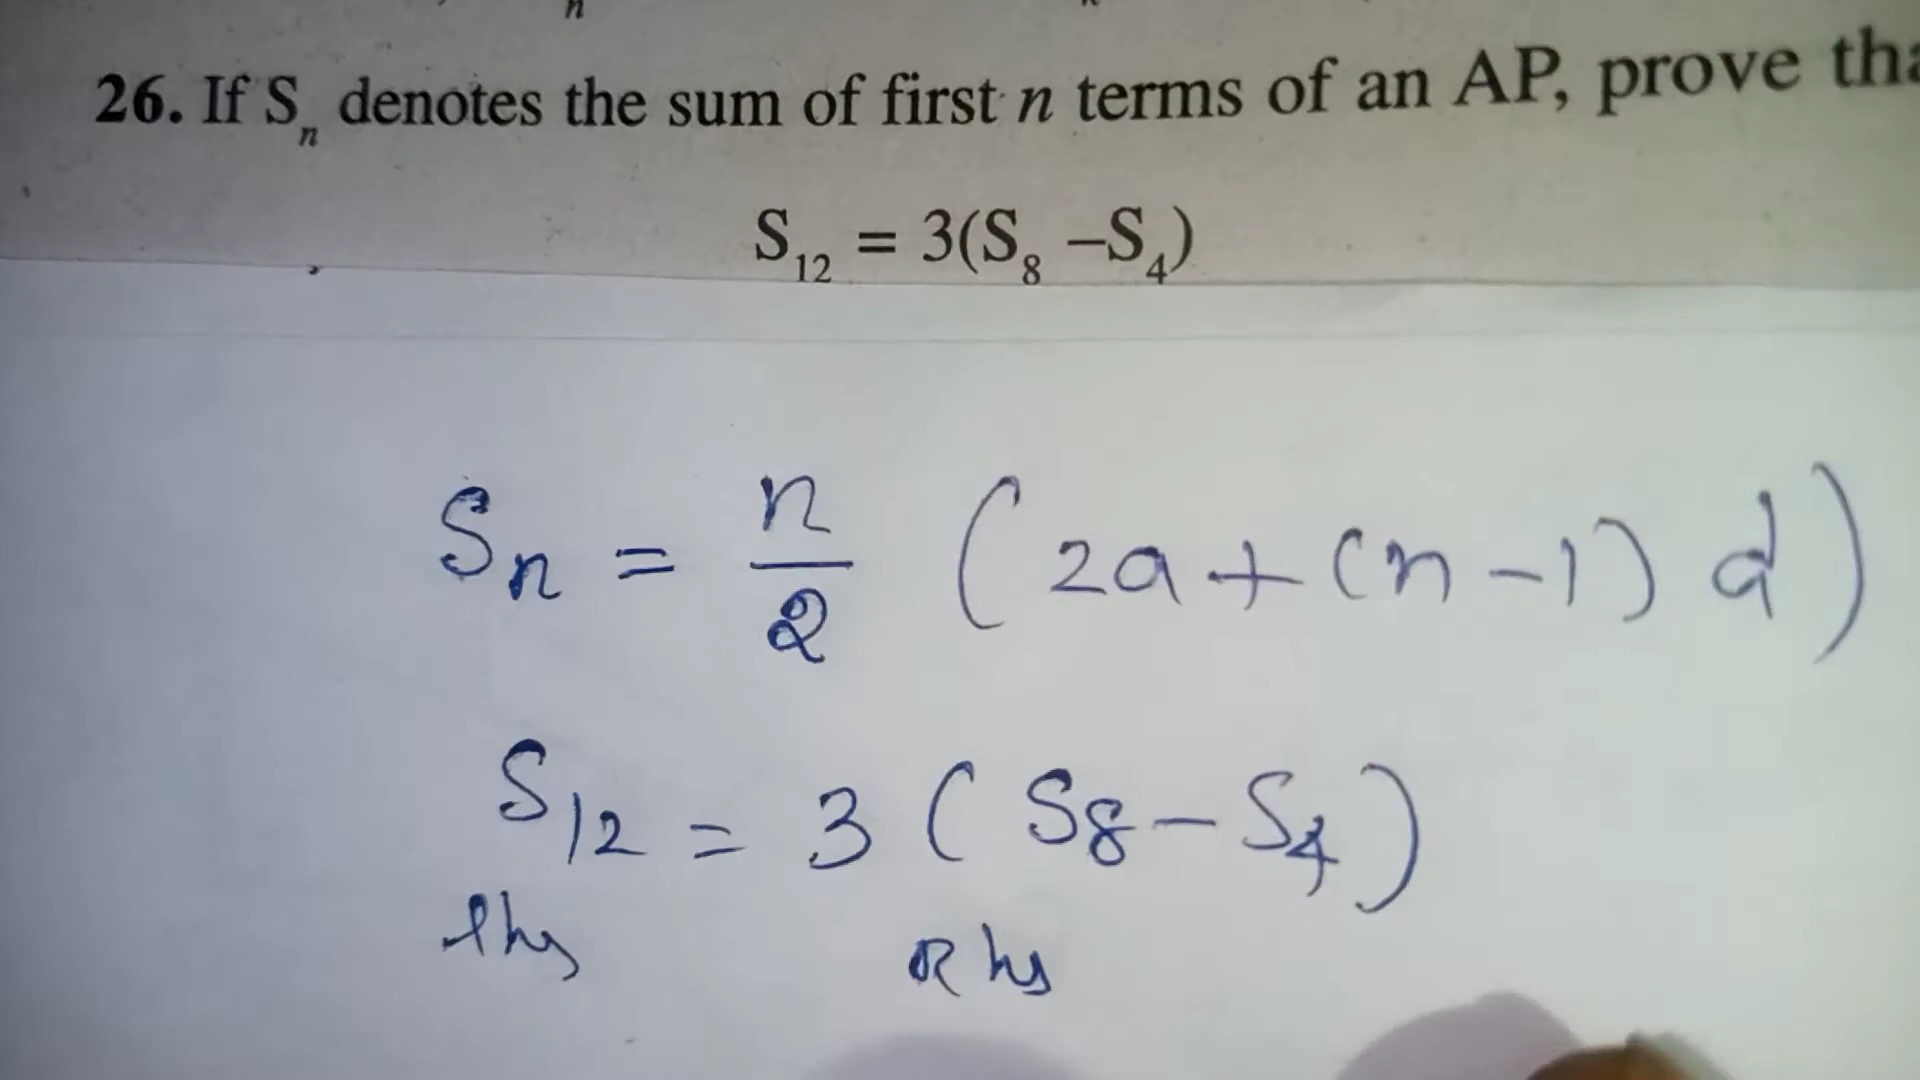 26. If Sₙ denotes the sum of first n terms of an AP, prove tha
S₁₂ = 3(S₈ –S₄)
Sₙ = n/2 (2a+(n-1)d)
S₁₂ = 3(S₈-S₄)
lhs Rhs